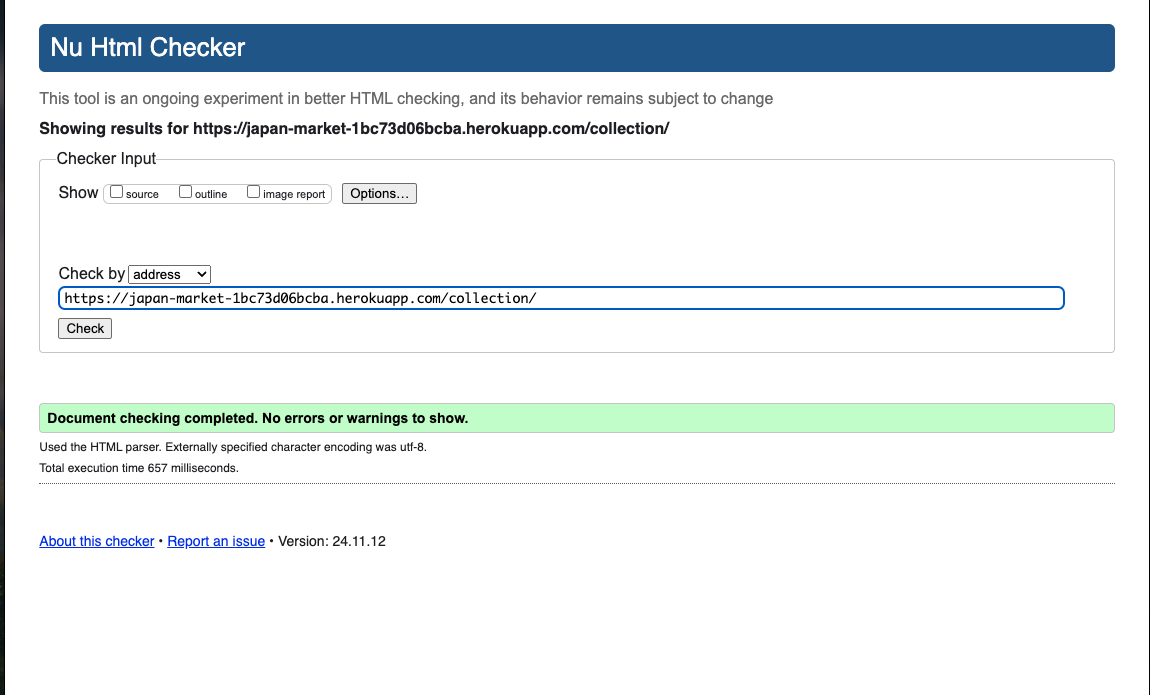 Nu Html Checker
This tool is an ongoing experiment in better HTML checking, and its behavior remains subject to change
Showing results for https://japan-market-1bc73d06bcba.herokuapp.com/collection/
Checker Input
Show source outline image report Options...
Check by address
https://japan-market-1bc73d06bcba.herokuapp.com/collection/
Check
Document checking completed. No errors or warnings to show.
Used the HTML parser. Externally specified character encoding was utf-8.
Total execution time 657 milliseconds.
About this checker • Report an issue • Version: 24.11.12